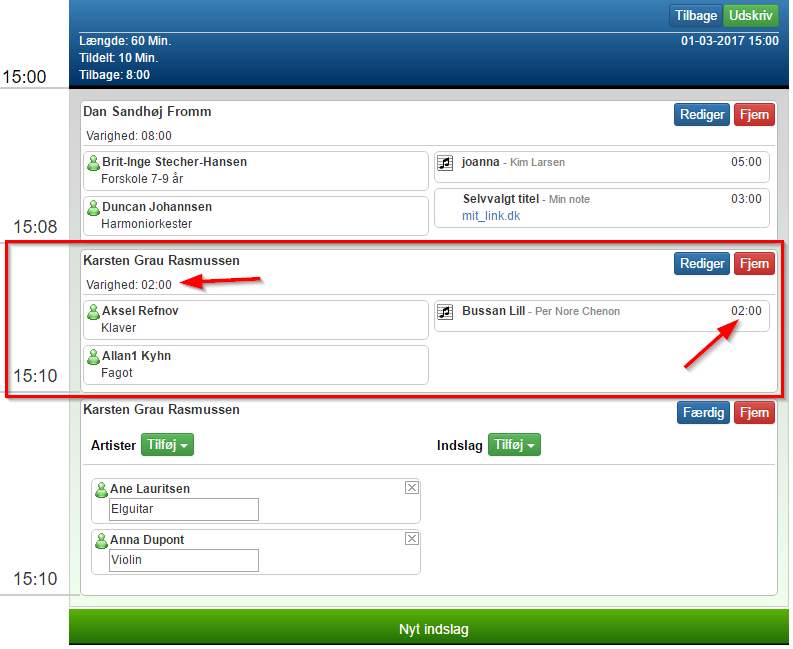 Tilbage Udskriv
Længde: 60 Min. 01-03-2017 15:00
Tildelt: 10 Min.
Tilbage: 8:00
15:00
Dan Sandhøj Fromm Rediger Fjern
Varighed: 08:00
Brit-Inge Stecher-Hansen
Forskole 7-9 år
joanna - Kim Larsen 05:00
Duncan Johannsen
Harmoniorkester
Selvvalgt titel - Min note 03:00
mit_link.dk
15:08
Karsten Grau Rasmussen Rediger Fjern
Varighed: 02:00
Aksel Refnov
Klaver
Bussan Lill - Per Nore Chenon 02:00
Allan1 Kyhn
Fagot
15:10
Karsten Grau Rasmussen Færdig Fjern
Artister Tilføj Indslag Tilføj
Ane Lauritsen
Elguitar
Anna Dupont
Violin
15:10
Nyt indslag